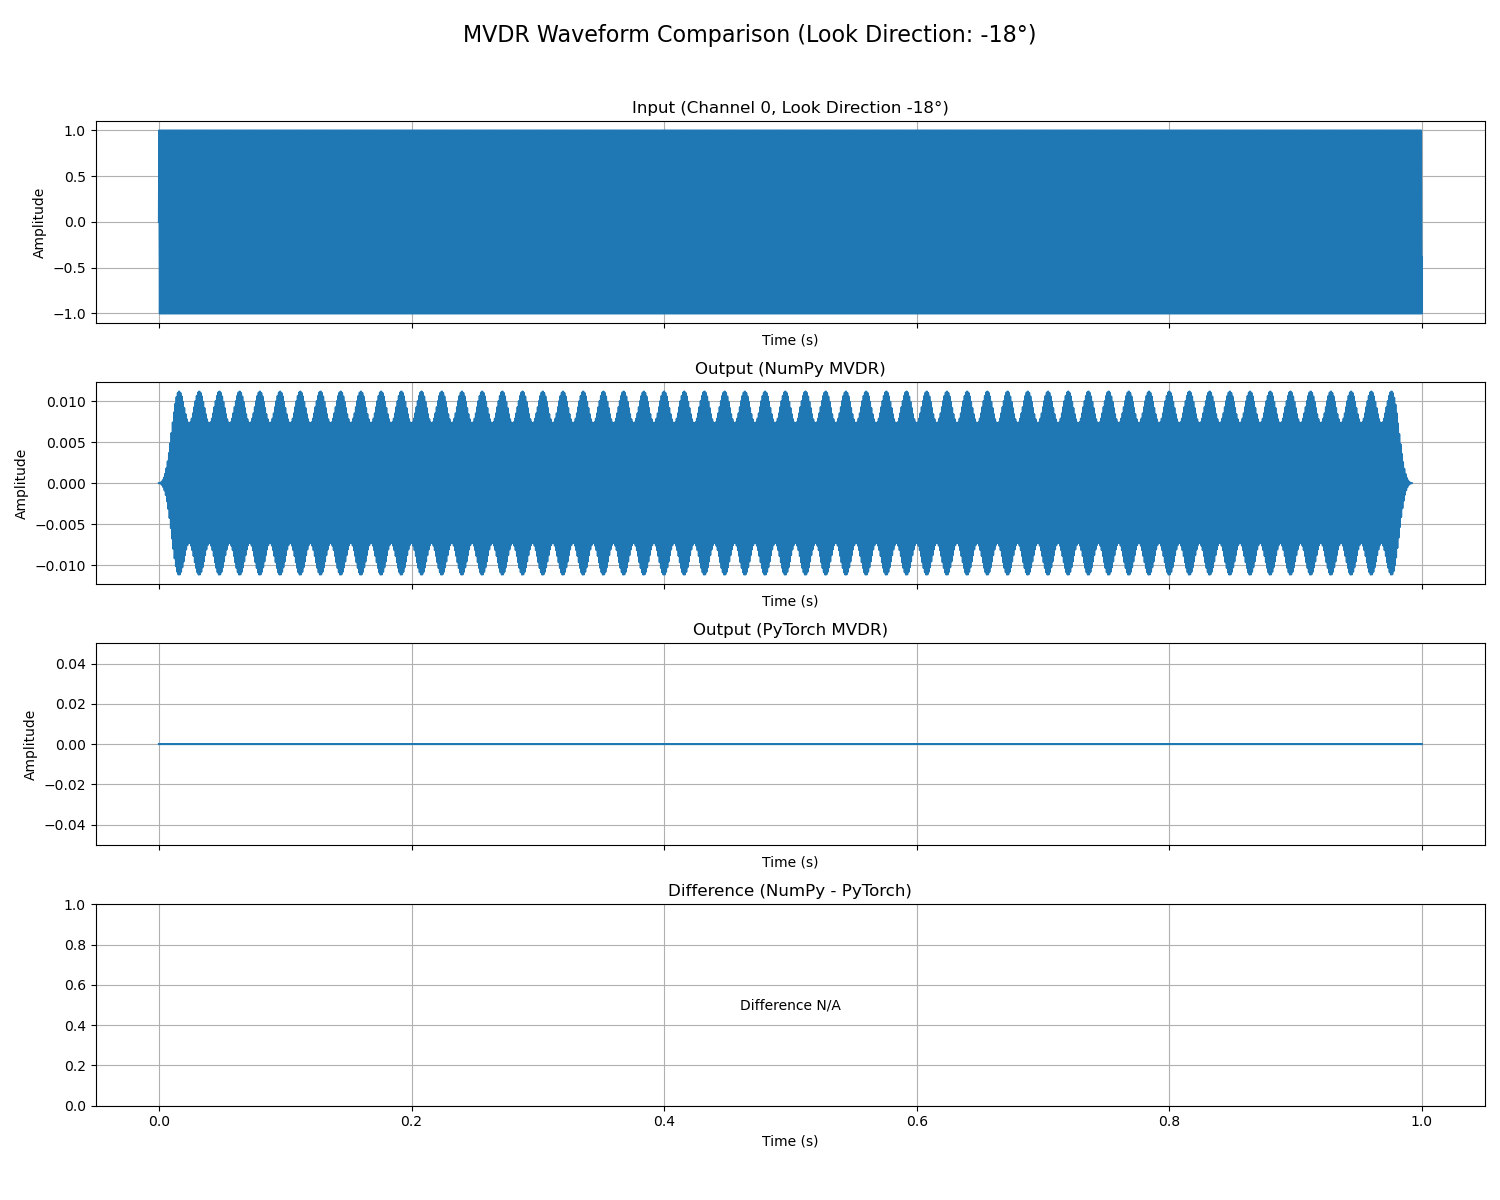 MVDR Waveform Comparison (Look Direction: -18°)
Input (Channel 0, Look Direction -18°)
1.0
0.5
0.0
−0.5
−1.0
Amplitude
Time (s)
Output (NumPy MVDR)
0.010
0.005
0.000
−0.005
−0.010
Amplitude
Time (s)
Output (PyTorch MVDR)
0.04
0.02
0.00
−0.02
−0.04
Amplitude
Time (s)
Difference (NumPy - PyTorch)
1.0
0.8
0.6
0.4
0.2
0.0
Difference N/A
0.0 0.2 0.4 0.6 0.8 1.0
Time (s)